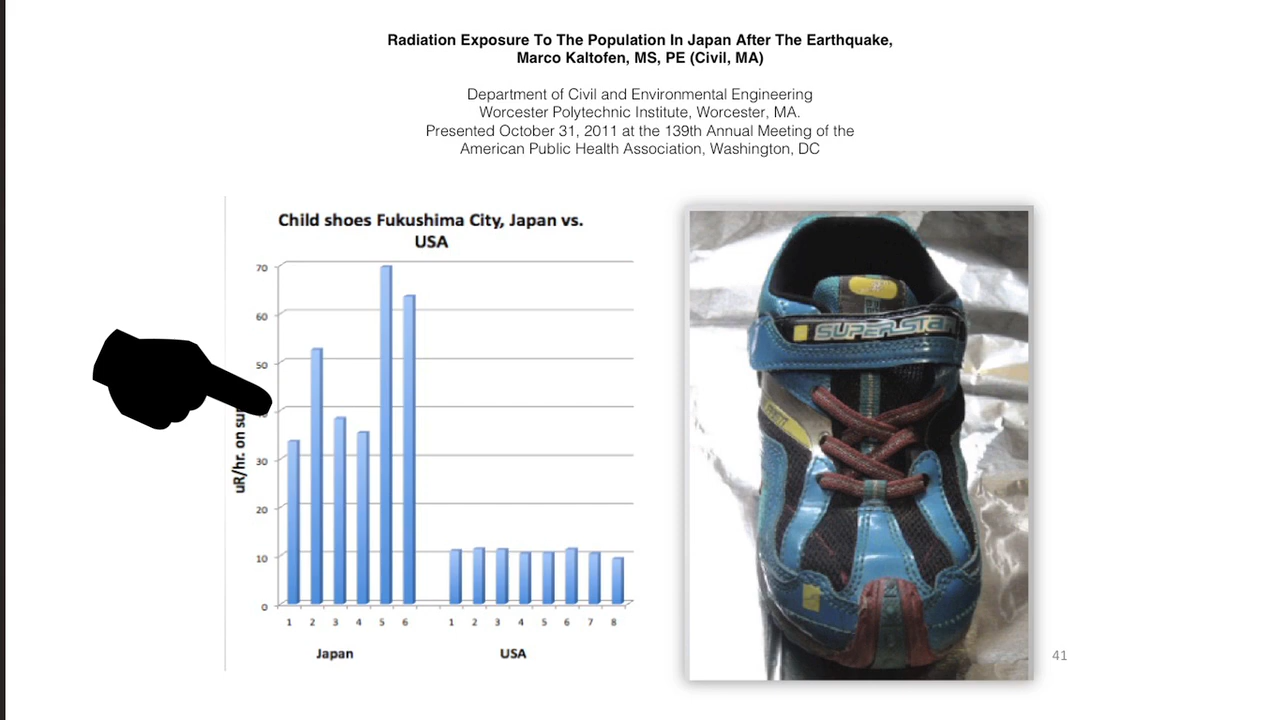 Radiation Exposure To The Population In Japan After The Earthquake,
Marco Kaltofen, MS, PE (Civil, MA)
Department of Civil and Environmental Engineering
Worcester Polytechnic Institute, Worcester, MA.
Presented October 31, 2011 at the 139th Annual Meeting of the
American Public Health Association, Washington, DC
Child shoes Fukushima City, Japan vs.
USA
70
60
50
30
20
10
0
uR/hr. on
1 2 3 4 5 6 1 2 3 4 5 6 7 8
Japan USA
SUPERSTAR
41